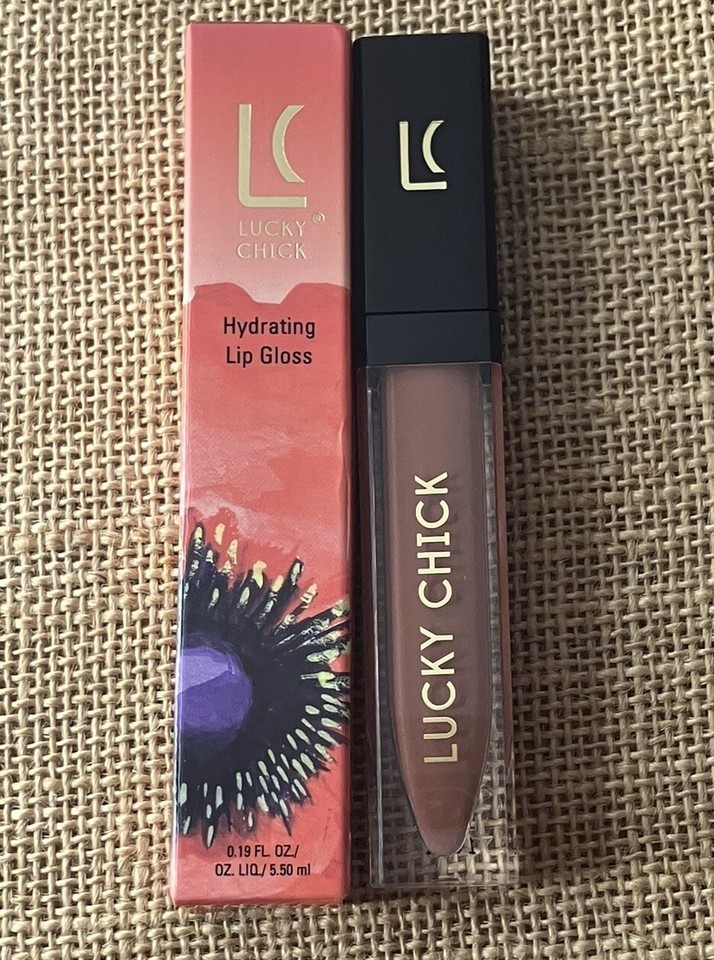 LC
LUCKY®
CHICK
Hydrating
Lip Gloss
0.19 FL. OZ./
OZ. LIQ./ 5.50 ml
LC
LUCKY CHICK